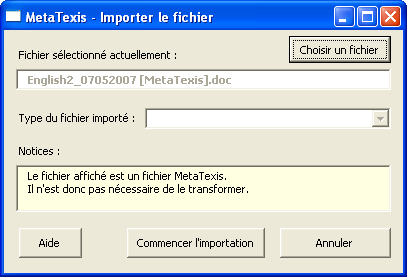 MetaTexis - Importer le fichier
Fichier sélectionné actuellement :
Choisir un fichier
English2_07052007 [MetaTexis].doc
Type du fichier importé :
Notices :
Le fichier affiché est un fichier MetaTexis.
Il n'est donc pas nécessaire de le transformer.
Aide
Commencer l'importation
Annuler